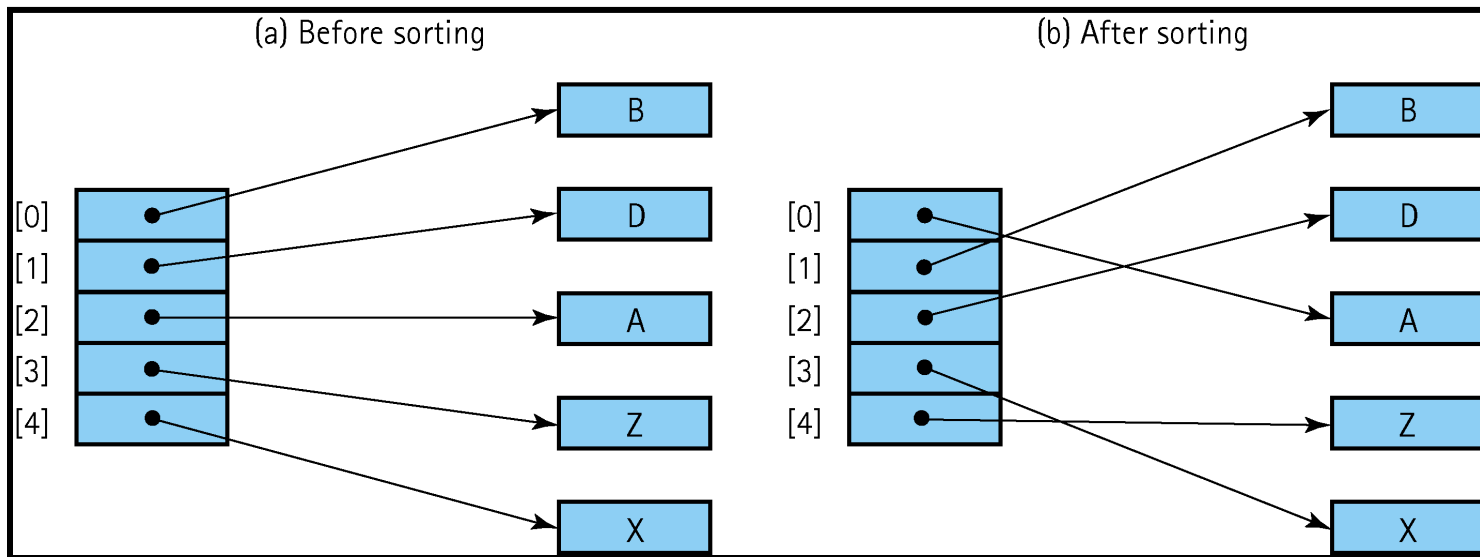 (a) Before sorting
B
[0]
D
[1]
[2]
A
[3]
[4]
Z
X
(b) After sorting
B
[0]
D
[1]
[2]
A
[3]
[4]
Z
X